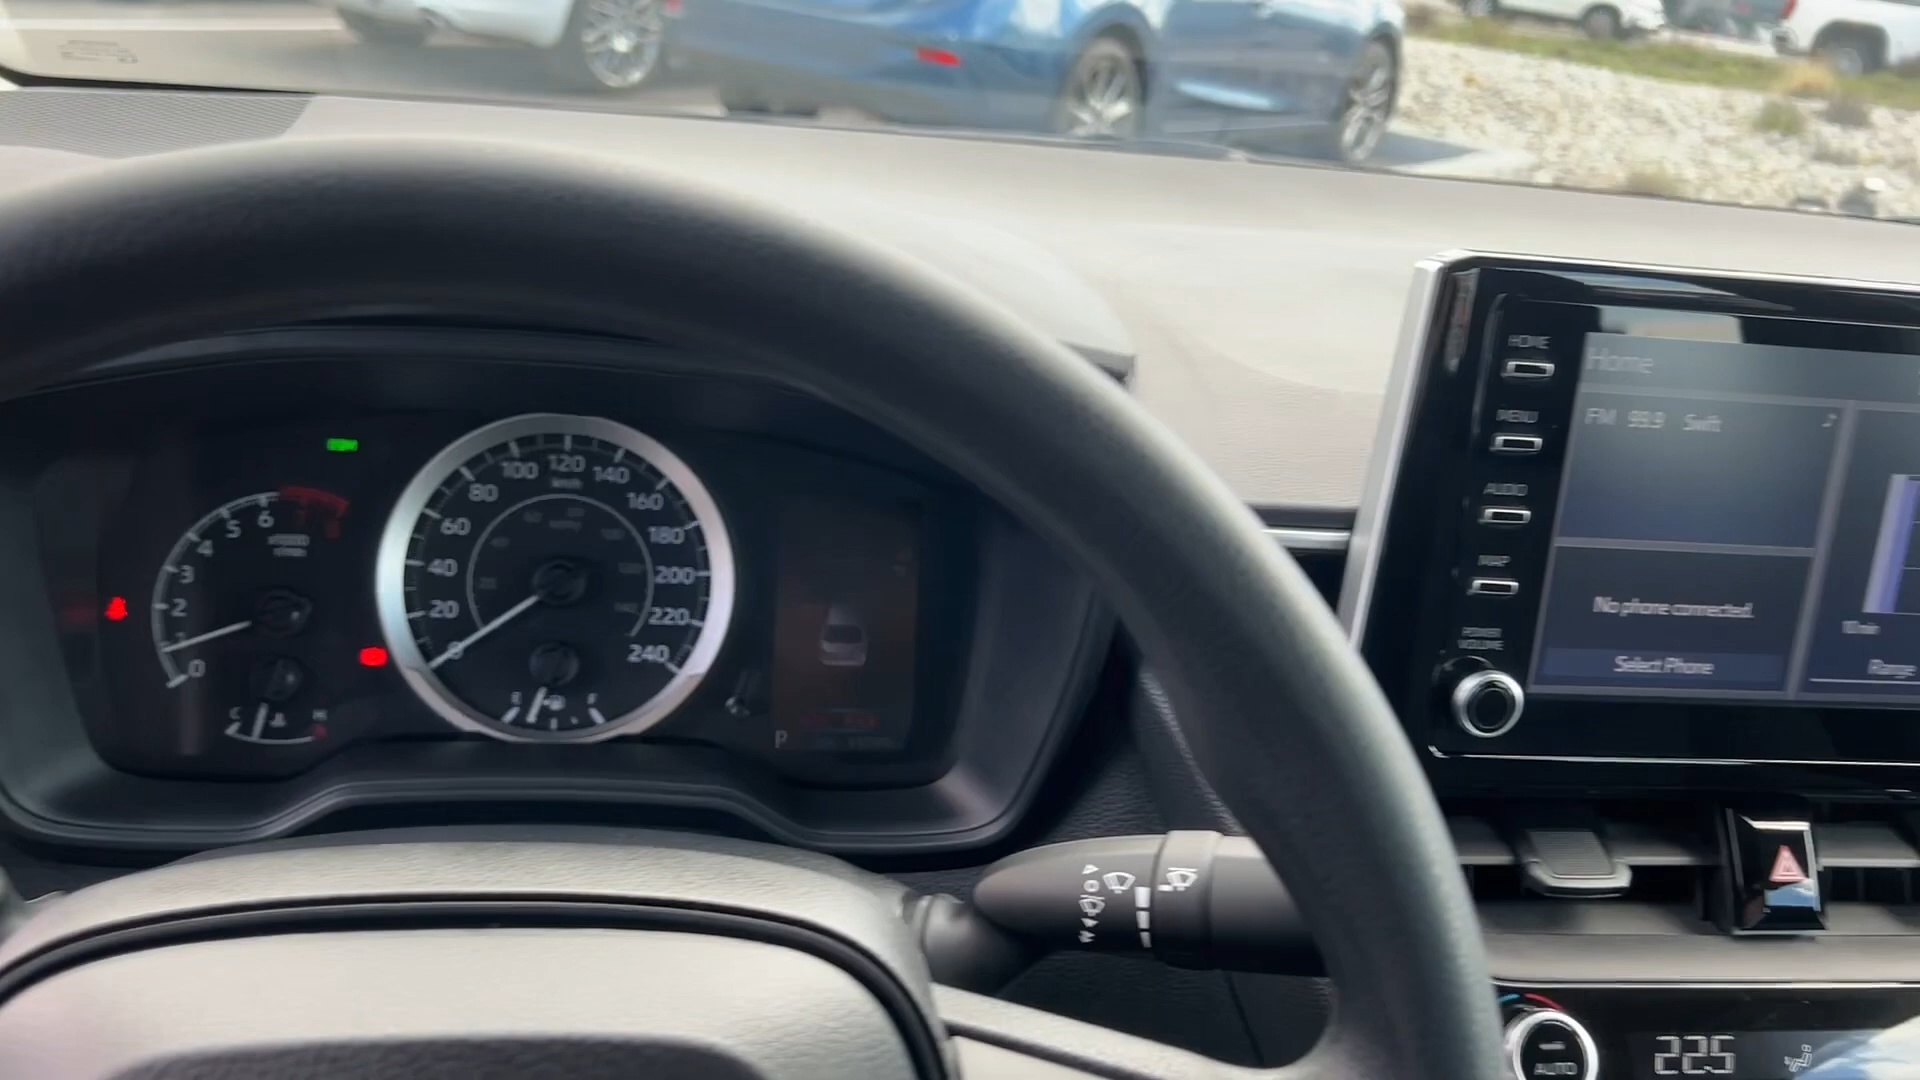 HOME
MENU
AUDIO
MAP
POWER
VOLUME
Home
FM 99.9 Swift
No phone connected.
Select Phone
10min
Range
0
1
2
3
4
5
6
C
H
0
20
40
60
80
100
120
140
160
180
200
220
240
km/h
E
F
P
AUTO
22.5